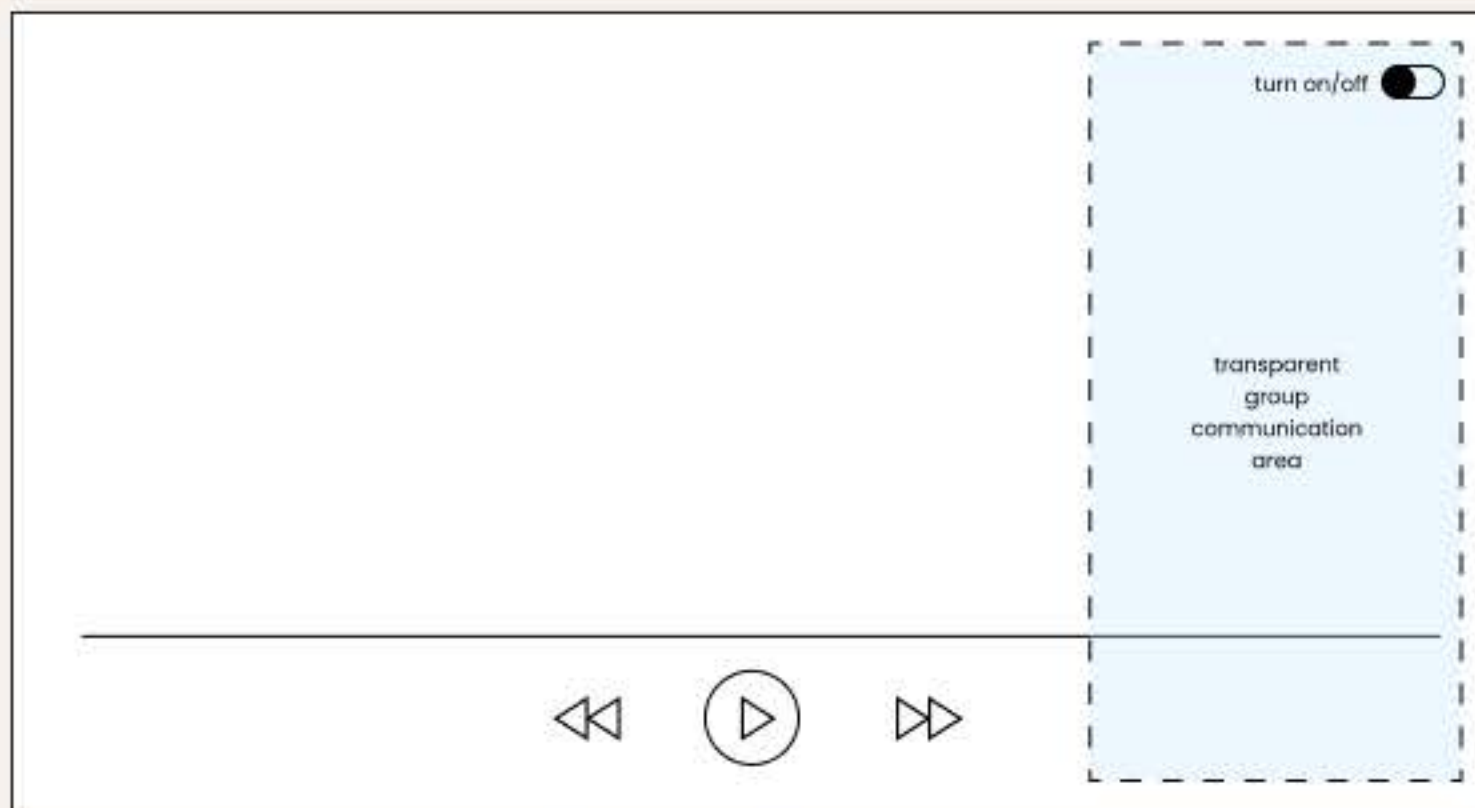 turn on/off
transparent
group
communication
area